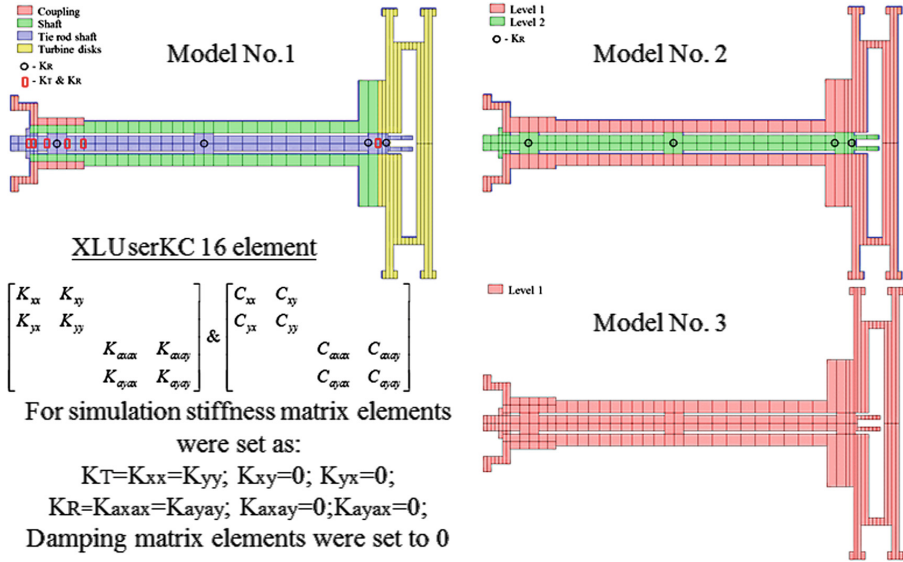 Coupling
Shaft
Tie rod shaft
Turbine disks
- KR
- KT & KR
Model No.1
Level 1
Level 2
- KR
Model No. 2
XLUserKC 16 element
Kxx Kxy
Kyx Kyy
Kaxax Kaxay
Kayax Kayay
&
Cxx Cxy
Cyx Cyy
Caxax Caxay
Cayax Cayay
For simulation stiffness matrix elements
were set as:
KT=Kxx=Kyy; Kxy=0; Kyx=0;
KR=Kaxax=Kayay; Kaxay=0;Kayax=0;
Damping matrix elements were set to 0
Level 1
Model No. 3